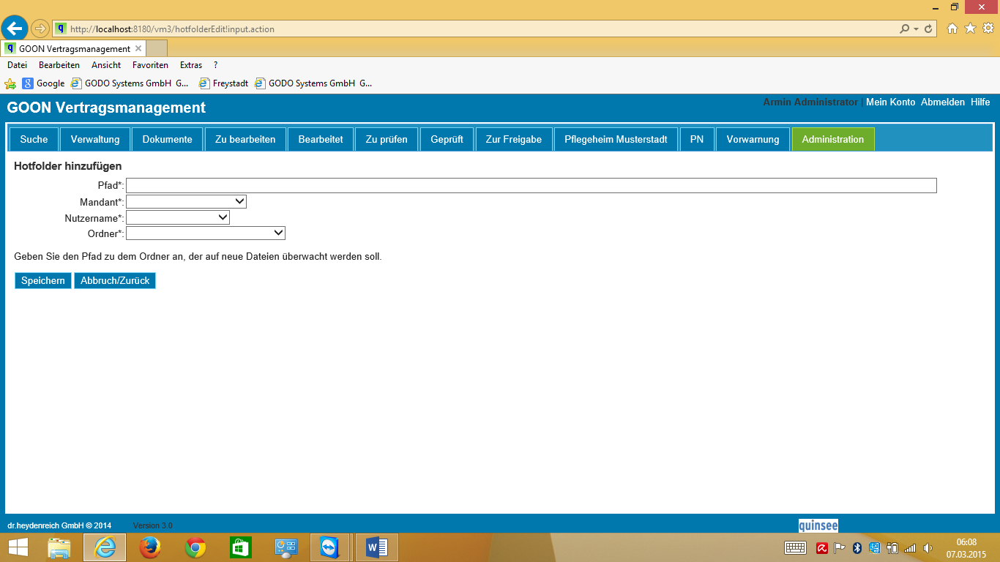 http://localhost:8180/vm3/hotfolderEdit!input.action
GOON Vertragsmanagement
Datei Bearbeiten Ansicht Favoriten Extras ?
Google GODO Systems GmbH G... Freystadt GODO Systems GmbH G...
GOON Vertragsmanagement
Armin Administrator | Mein Konto Abmelden Hilfe
Suche Verwaltung Dokumente Zu bearbeiten Bearbeitet Zu prüfen Geprüft Zur Freigabe Pflegeheim Musterstadt PN Vorwarnung Administration
Hotfolder hinzufügen
Pfad*:
Mandant*:
Nutzername*:
Ordner*:
Geben Sie den Pfad zu dem Ordner an, der auf neue Dateien überwacht werden soll.
Speichern Abbruch/Zurück
dr.heydenreich GmbH © 2014 Version 3.0
quinsee
06:08
07.03.2015